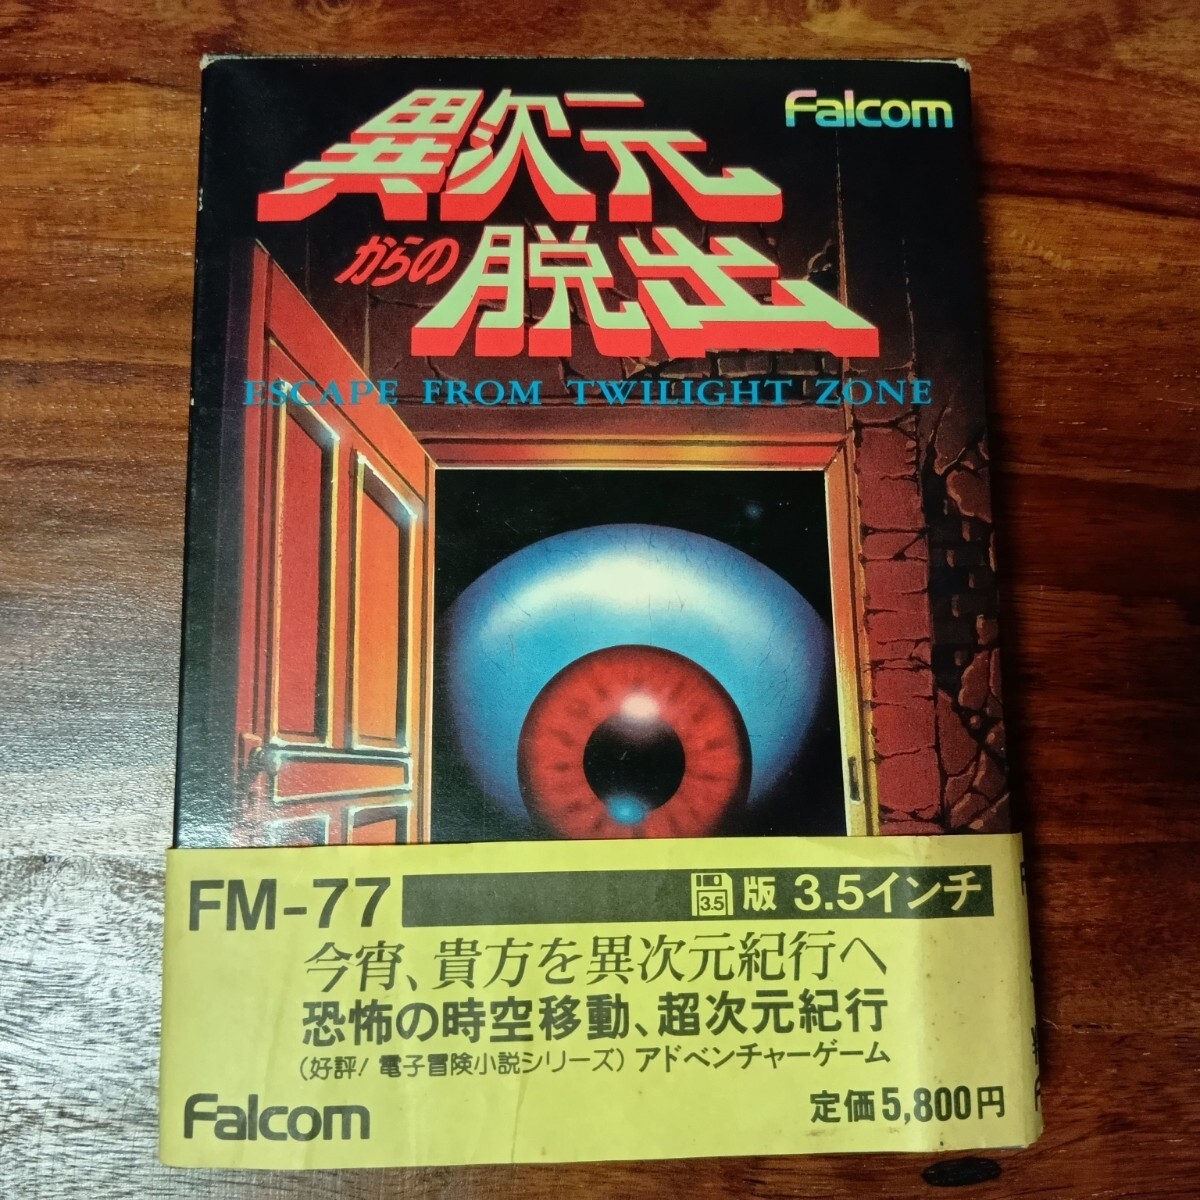 Falcom
異次元
からの脱出
ESCAPE FROM TWILIGHT ZONE
FM-77
3.5 版 3.5インチ
今宵、貴方を異次元紀行へ
恐怖の時空移動、超次元紀行
(好評! 電子冒険小説シリーズ) アドベンチャーゲーム
Falcom
定価5,800円